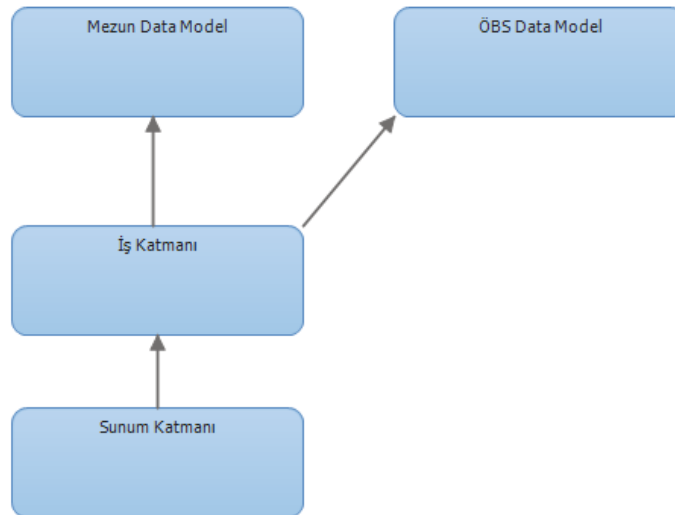 Mezun Data Model
ÖBS Data Model
İş Katmanı
Sunum Katmanı